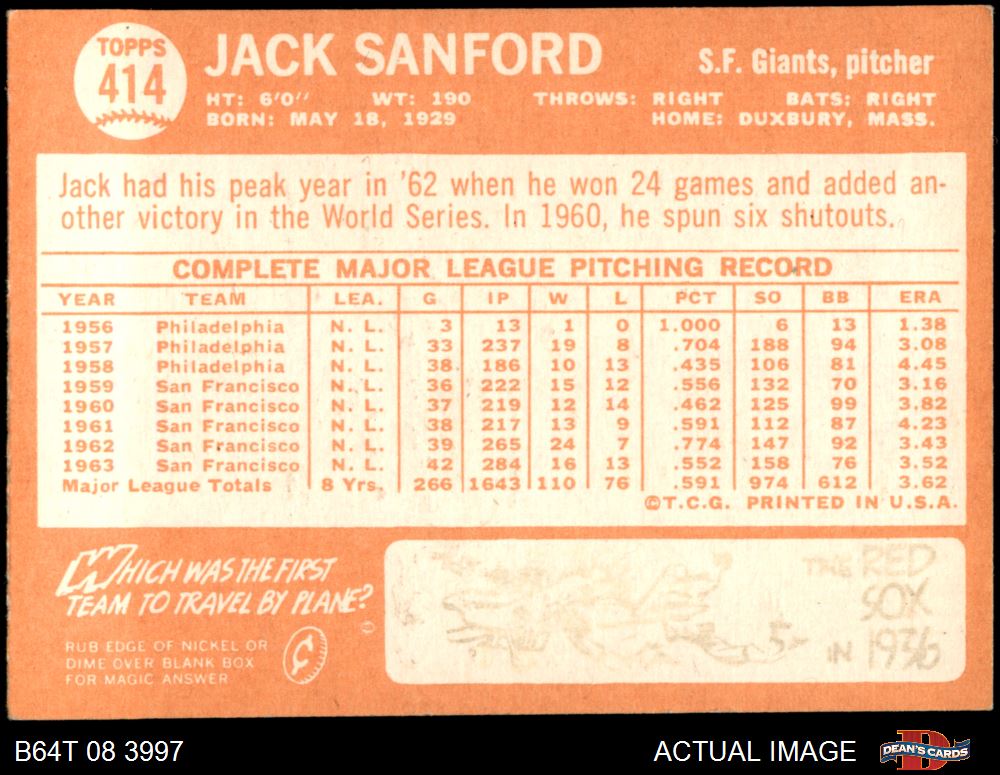 TOPPS
414
JACK SANFORD
S.F. Giants, pitcher
HT: 6'0" WT: 190 THROWS: RIGHT BATS: RIGHT
BORN: MAY 18, 1929 HOME: DUXBURY, MASS.
Jack had his peak year in '62 when he won 24 games and added an-
other victory in the World Series. In 1960, he spun six shutouts.
COMPLETE MAJOR LEAGUE PITCHING RECORD
YEAR TEAM LEA. G IP W L PCT SO BB ERA
1956 Philadelphia N. L. 3 13 1 0 1.000 6 13 1.38
1957 Philadelphia N. L. 33 237 19 8 .704 188 94 3.08
1958 Philadelphia N. L. 38 186 10 13 .435 106 81 4.45
1959 San Francisco N. L. 36 222 15 12 .556 132 70 3.16
1960 San Francisco N. L. 37 219 12 14 .462 125 99 3.82
1961 San Francisco N. L. 38 217 13 9 .591 112 87 4.23
1962 San Francisco N. L. 39 265 24 7 .774 147 92 3.43
1963 San Francisco N. L. 42 284 16 13 .552 158 76 3.52
Major League Totals 8 Yrs. 266 1643 110 76 .591 974 612 3.62
©T.C.G. PRINTED IN U.S.A.
WHICH WAS THE FIRST
TEAM TO TRAVEL BY PLANE?
RUB EDGE OF NICKEL OR
DIME OVER BLANK BOX
FOR MAGIC ANSWER
THE RED
SOX
IN 1936
B64T 08 3997
ACTUAL IMAGE
DEAN'S CARDS